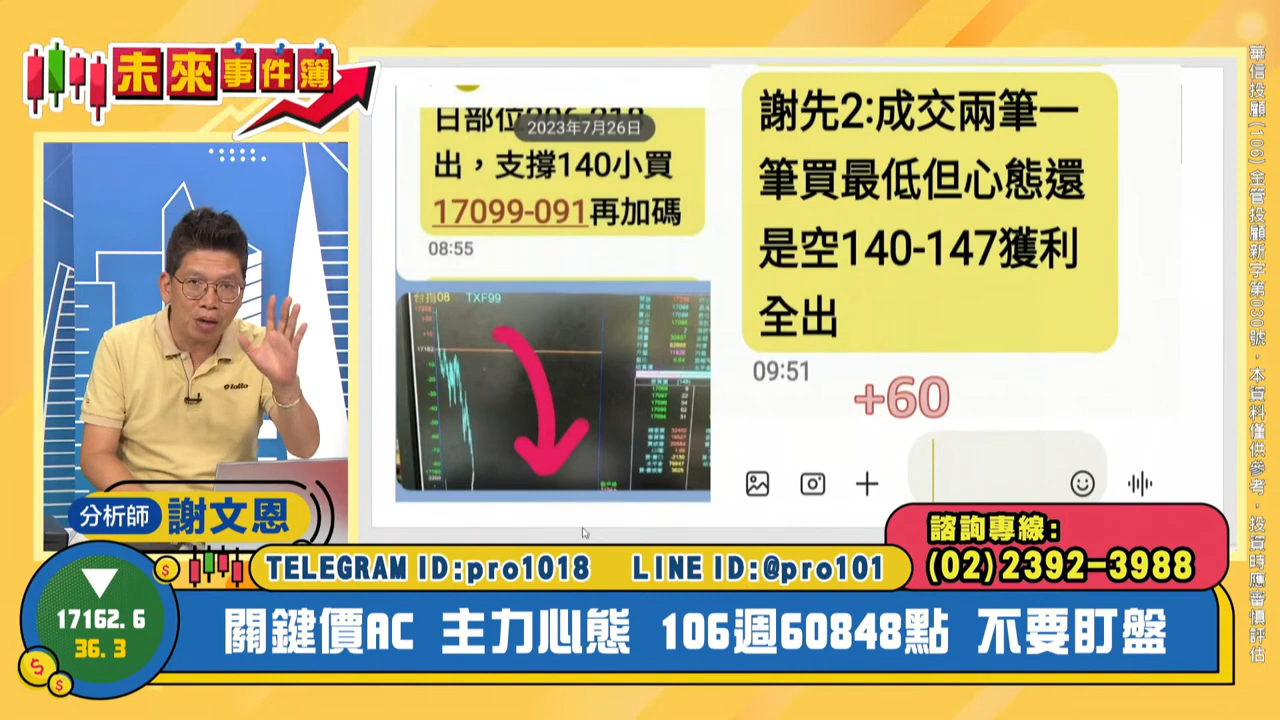 未來事件簿
2023年7月26日
出，支撐140小買
17099-091再加碼
08:55
台指08 TXF99
謝先2:成交兩筆一
筆買最低但心態還
是空140-147獲利
全出
09:51
+60
分析師 謝文恩
諮詢專線:
(02)2392-3988
TELEGRAM ID:pro1018 LINE ID:@pro101
17162.6
36.3
關鍵價AC 主力心態 106週60848點 不要盯盤
華信投顧(106)金管投顧新字第030號，本資料僅供參考，投資時應審慎評估